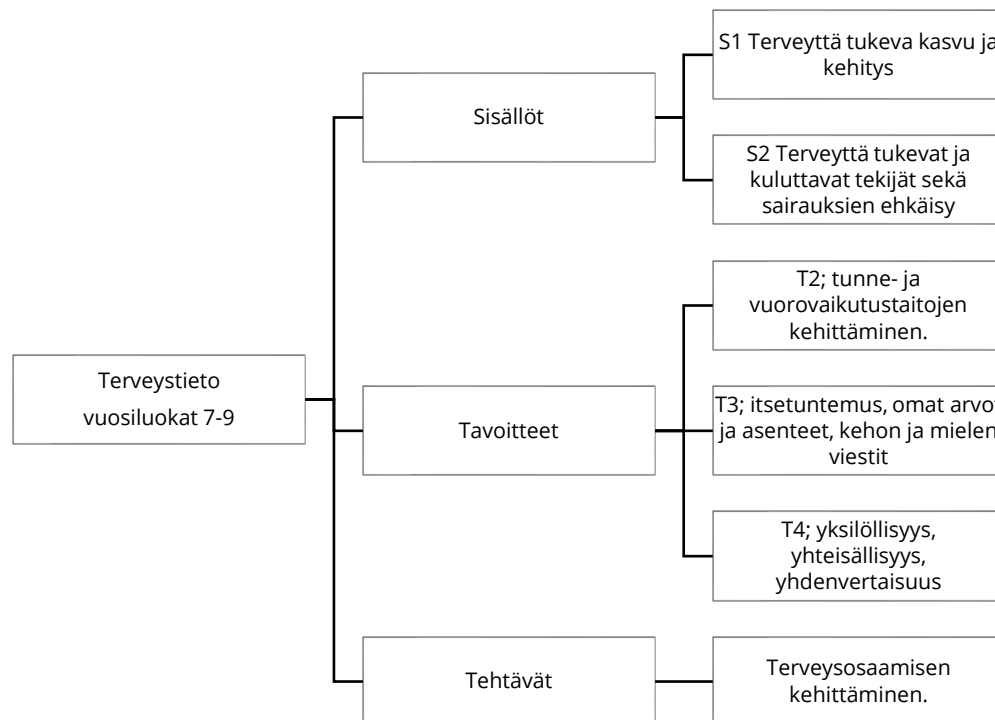 Terveystieto
vuosiluokat 7-9
Sisällöt
S1 Terveyttä tukeva kasvu ja
kehitys
S2 Terveyttä tukevat ja
kuluttavat tekijät sekä
sairauksien ehkäisy
Tavoitteet
T2; tunne- ja
vuorovaikutustaitojen
kehittäminen.
T3; itsetuntemus, omat arvot
ja asenteet, kehon ja mielen
viestit
T4; yksilöllisyys,
yhteisällisyys,
yhdenvertaisuus
Tehtävät
Terveysosaamisen
kehittäminen.